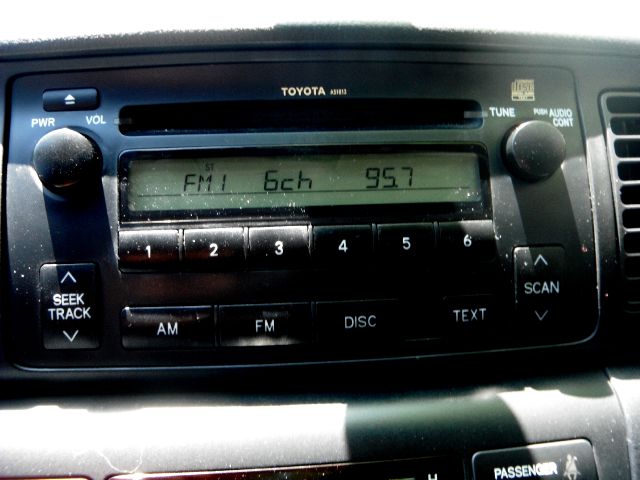 TOYOTA A51813
PWR VOL
TUNE PUSH AUDIO CONT
ST
FM1 6ch 95.7
1 2 3 4 5 6
SEEK TRACK
SCAN
AM FM DISC TEXT
H
PASSENGER